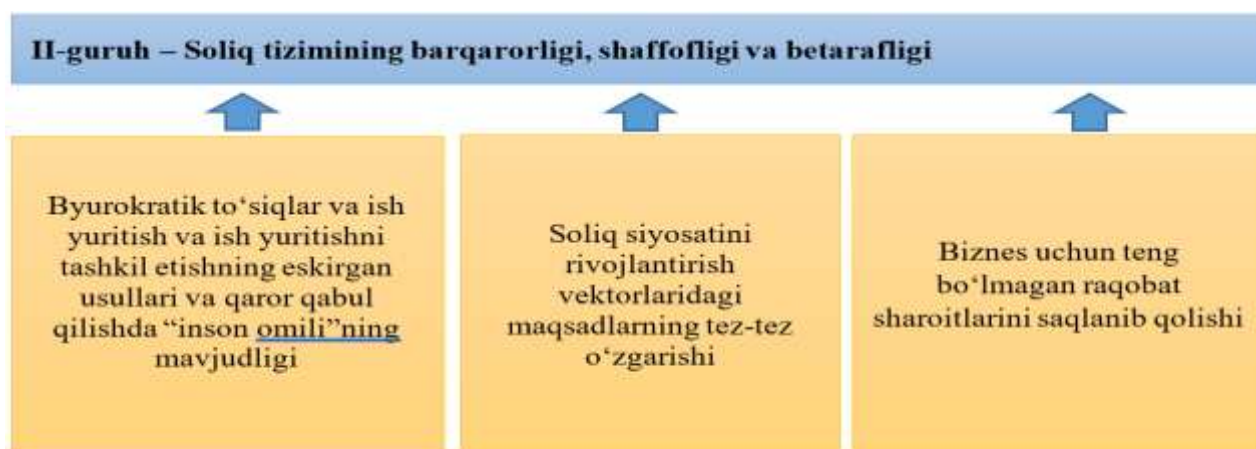 II-guruh – Soliq tizimining barqarorligi, shaffofligi va betarafligi
Byurokratik to‘siqlar va ish
yuritish va ish yuritishni
tashkil etishning eskirgan
usullari va qaror qabul
qilishda “inson omili”ning
mavjudligi
Soliq siyosatini
rivojlantirish
vektorlaridagi
maqsadlarning tez-tez
o‘zgarishi
Biznes uchun teng
bo‘lmagan raqobat
sharoitlarini saqlanib qolishi